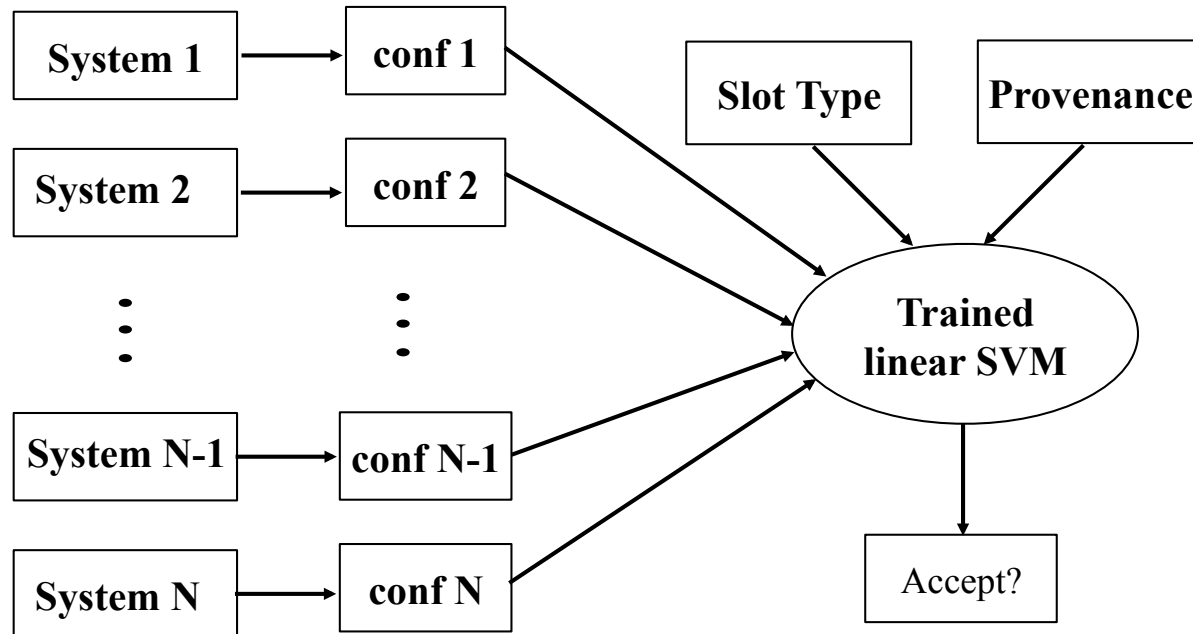 System 1
conf 1
Slot Type
Provenance
System 2
conf 2
Trained
linear SVM
System N-1
conf N-1
System N
conf N
Accept?